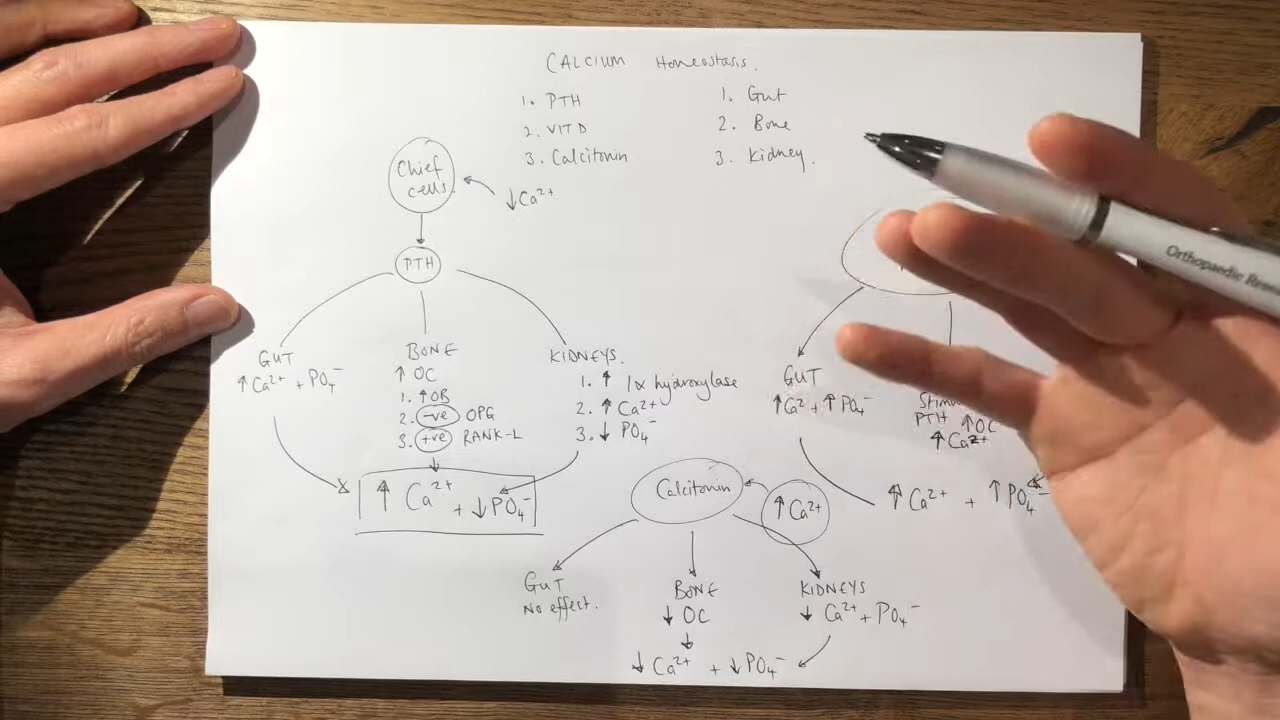 CALCIUM Homeostasis.
1. PTH
2. VIT D
3. Calcitonin
1. Gut
2. Bone
3. Kidney.
Chief
cells
↓Ca²⁺
PTH
GUT
↑Ca²⁺ + PO₄⁻
BONE
↑ OC
1. ↑OB
2. -ve OPG
3. +ve RANK-L
KIDNEYS.
1. ↑ 1α hydroxylase
2. ↑ Ca²⁺
3. ↓ PO₄⁻
↑ Ca²⁺ + ↓PO₄⁻
GUT
↑Ca² + ↑PO₄⁻
PTH ↑OC
↑Ca²⁺
↑Ca²⁺ + ↑PO₄⁻
Calcitonin
↑Ca²⁺
GUT
No effect.
BONE
↓ OC
KIDNEYS
↓ Ca²⁺ + PO₄⁻
↓Ca²⁺ + ↓PO₄⁻
Orthopaedic